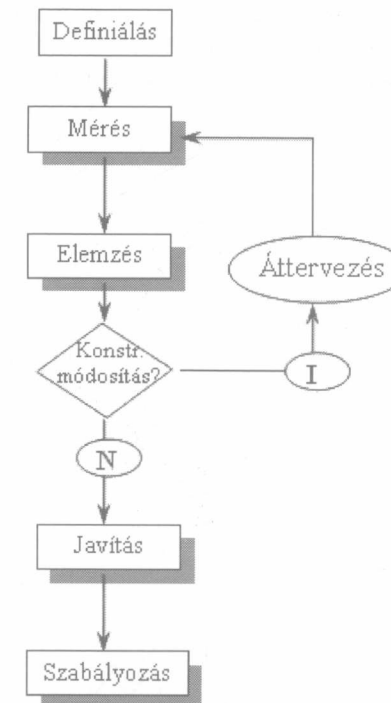 Definiálás
Mérés
Elemzés
Áttervezés
Konstr.
módosítás?
I
N
Javítás
Szabályozás